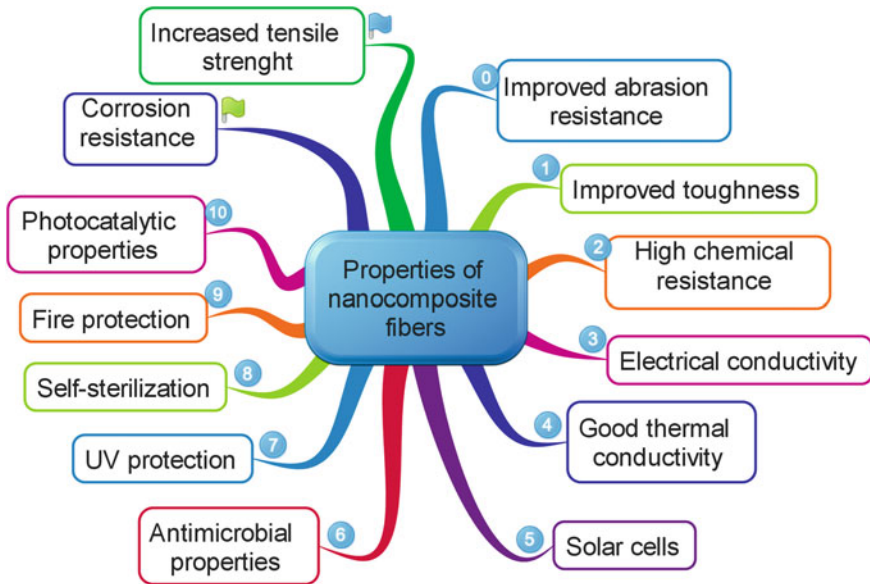 Properties of
nanocomposite
fibers
0
Improved abrasion
resistance
1
Improved toughness
2
High chemical
resistance
3
Electrical conductivity
4
Good thermal
conductivity
5
Solar cells
6
Antimicrobial
properties
7
UV protection
8
Self-sterilization
9
Fire protection
10
Photocatalytic
properties
Corrosion
resistance
Increased tensile
strenght